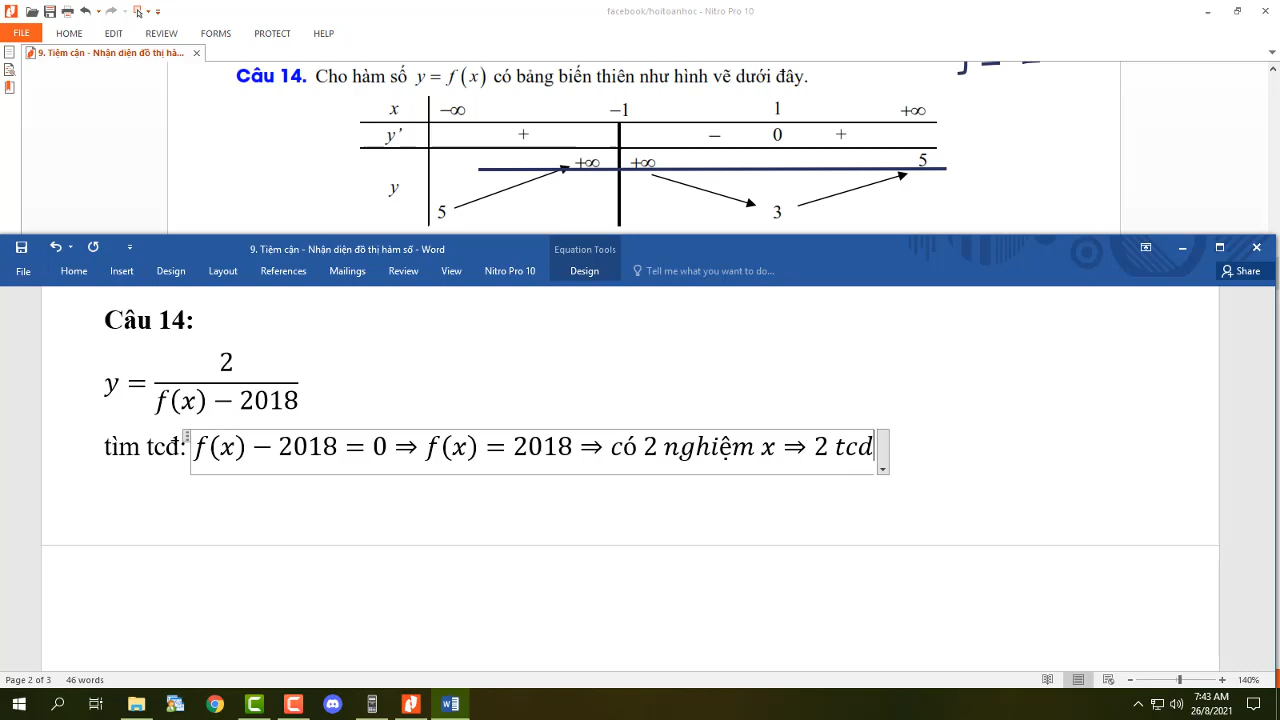 facebook/hoitoanhoc - Nitro Pro 10
FILE HOME EDIT REVIEW FORMS PROTECT HELP
9. Tiệm cận - Nhận diện đồ thị hà...
Câu 14. Cho hàm số y = f(x) có bảng biến thiên như hình vẽ dưới đây.
x −∞ −1 1 +∞
y’ + − 0 +
+∞ +∞ 5
y
5 3
9. Tiệm cận - Nhận diện đồ thị hàm số - Word Equation Tools
File Home Insert Design Layout References Mailings Review View Nitro Pro 10 Design Tell me what you want to do... Share
Câu 14:
y = 2 / (f(x) − 2018)
tìm tcđ: f(x) − 2018 = 0 ⇒ f(x) = 2018 ⇒ có 2 nghiệm x ⇒ 2 tcd
Page 2 of 3 46 words 140%
7:43 AM
26/8/2021